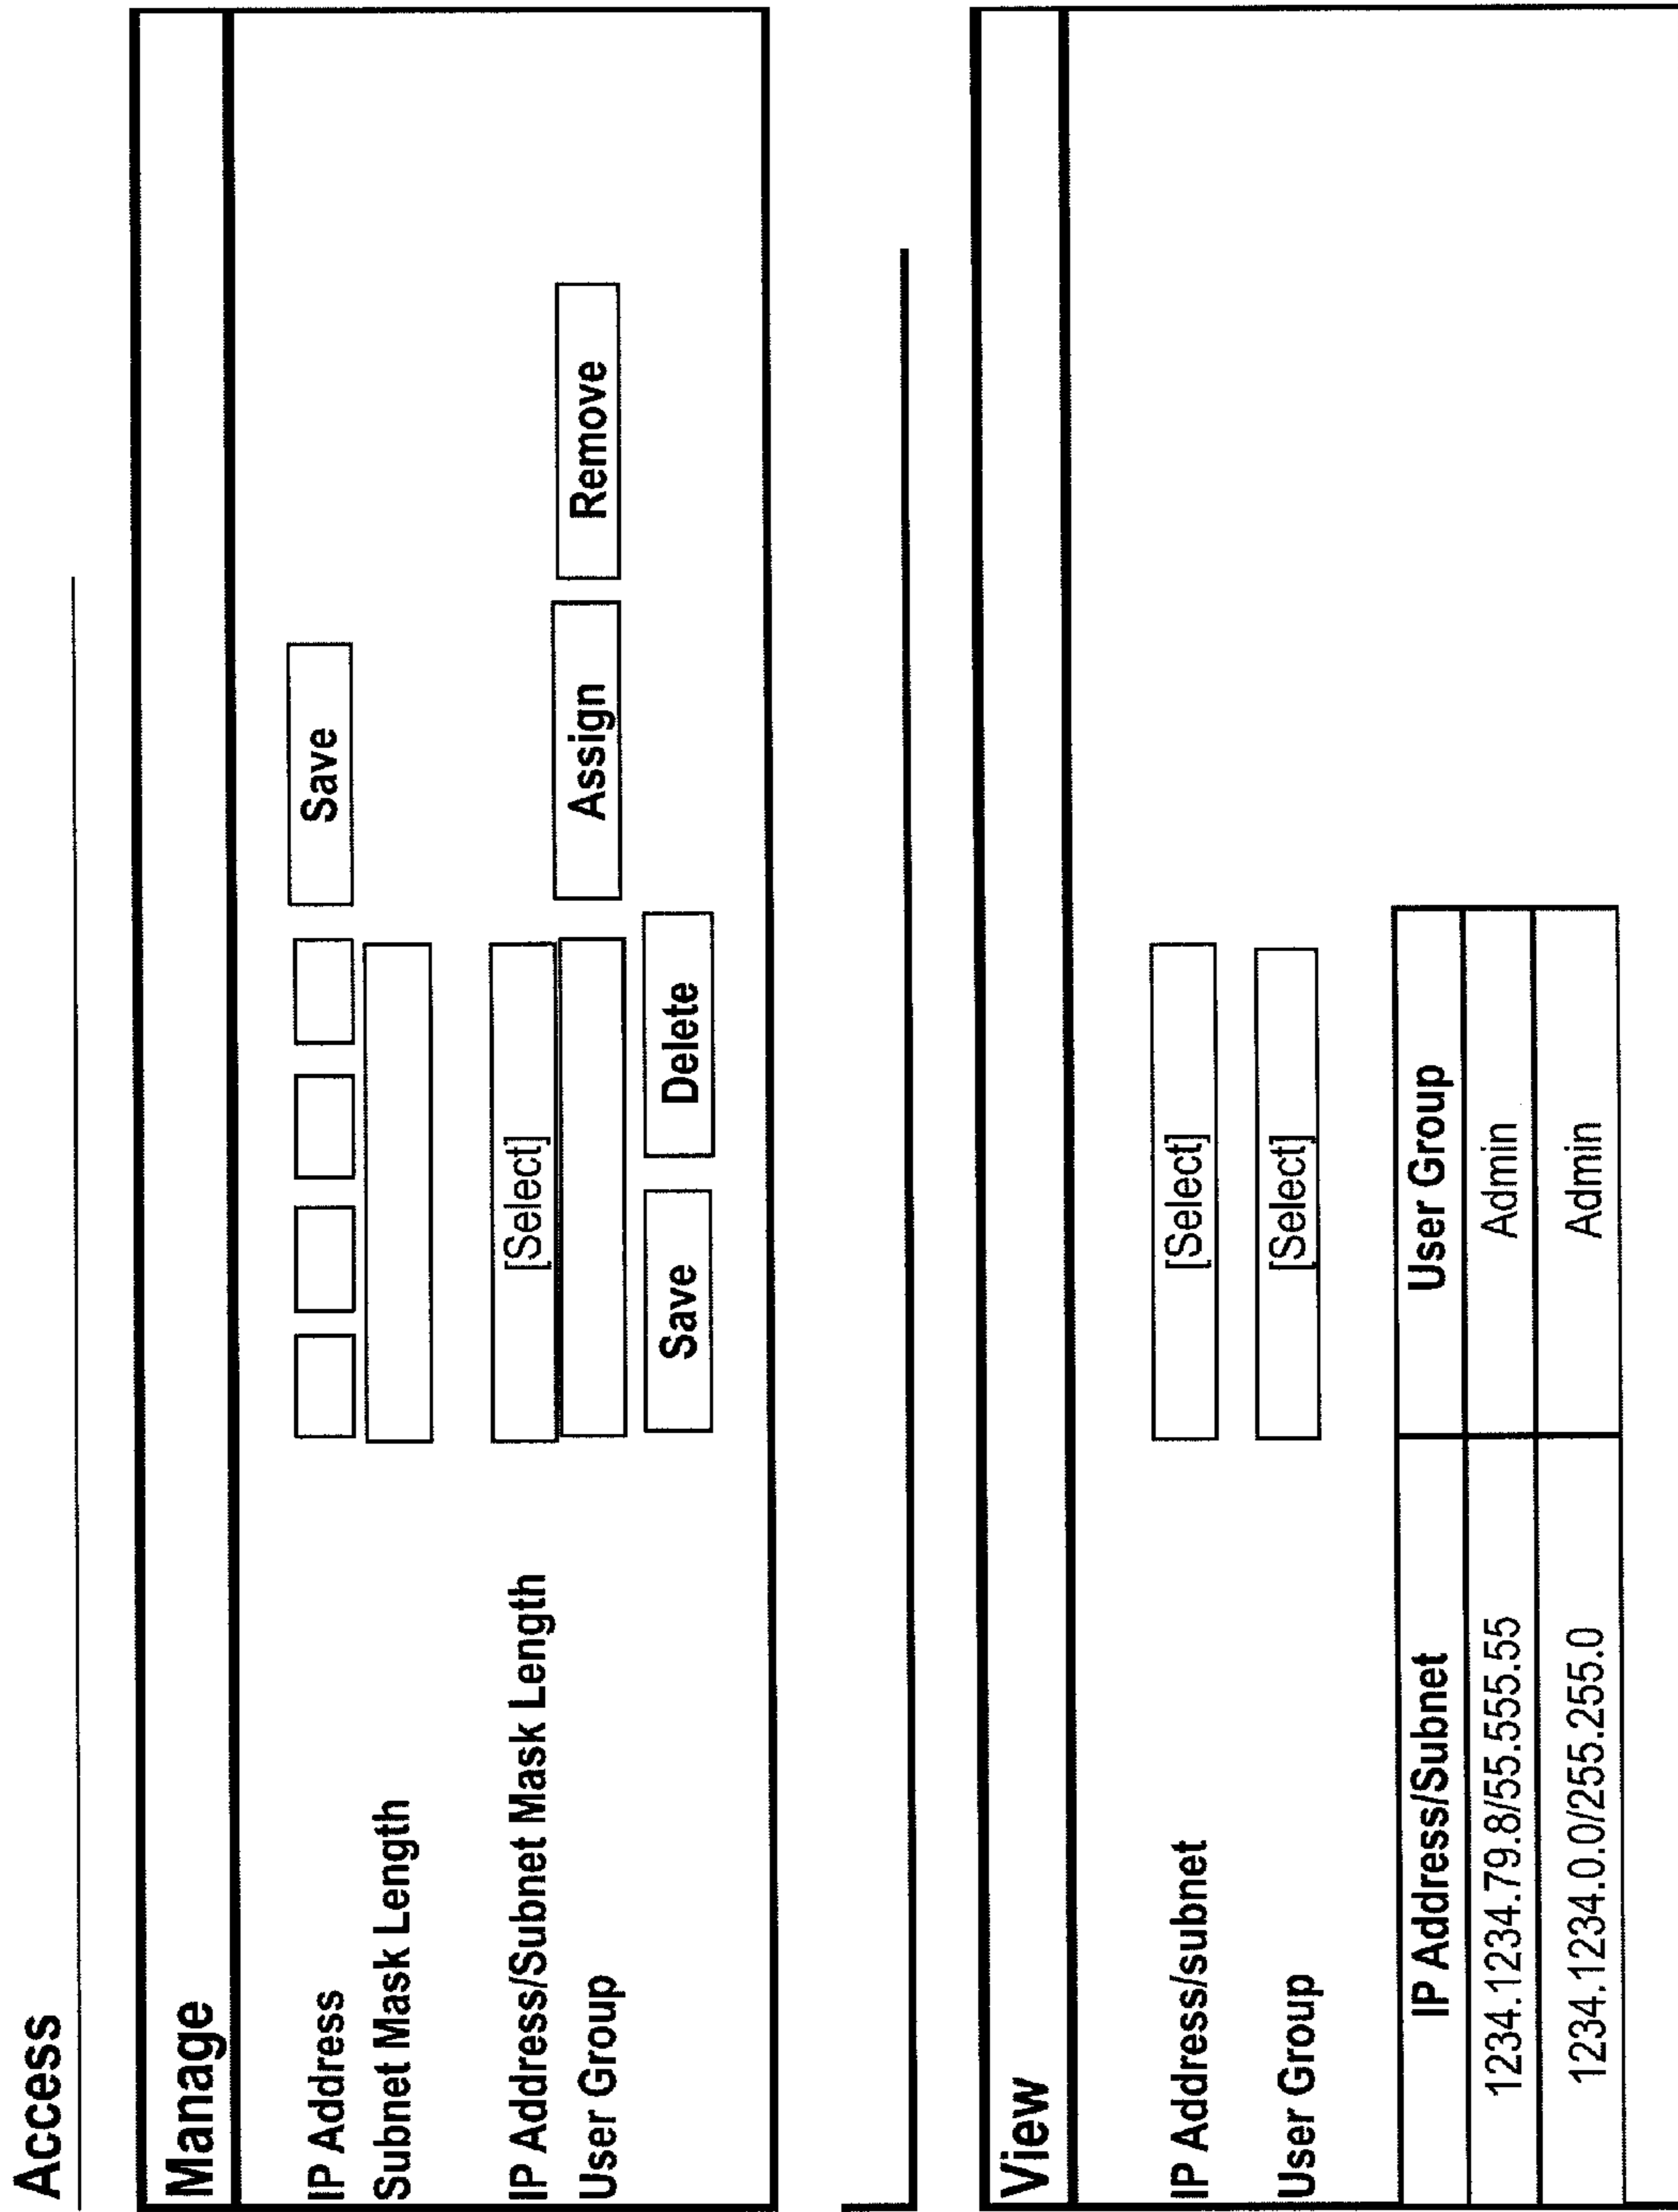 Access
Manage
IP Address Save
Subnet Mask Length
IP Address/Subnet Mask Length [Select]
User Group Assign Remove
Save Delete
View
IP Address/subnet [Select]
User Group [Select]
IP Address/Subnet User Group
1234.1234.79.8/55.555.55 Admin
1234.1234.0.0/255.255.0 Admin